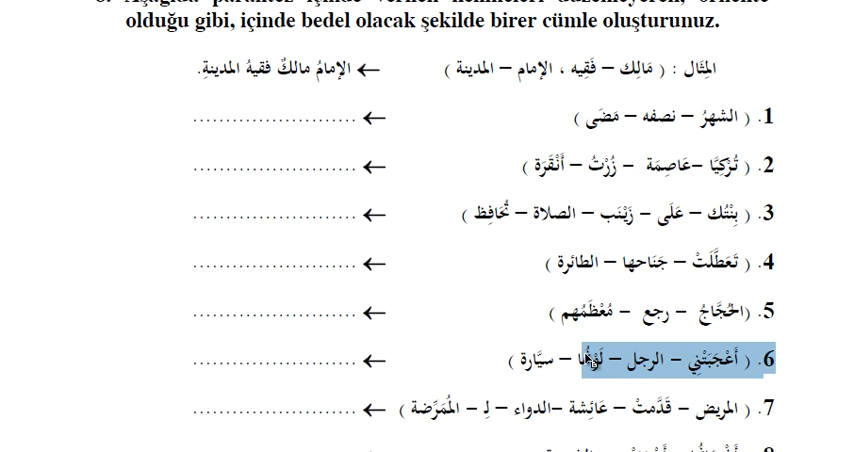 olduğu gibi, içinde bedel olacak şekilde birer cümle oluşturunuz.
المِثَال : ( مَالِك – فَقِيه ، الإمام – المدينة ) ← الإمامُ مالكٌ فقيهُ المدينةِ.
1. ( الشهرُ – نصفه – مَضَى ) ← ..........................
2. ( تُرْكِيَّا –عَاصِمَة – زُرْتُ – أَنْقَرَة ) ← ..........................
3. ( بِنْتُك – عَلَى – زَيْنَب – الصلاة – تُحَافِظ ) ← ..........................
4. ( تَعَطَّلَتْ – جَنَاحها – الطائرة ) ← ..........................
5. (الحُجَّاجُ – رجع – مُعْظَمُهم ) ← ..........................
6. ( أَعْجَبَتْنِي – الرجل – لَوْنُها – سيَّارة ) ← ..........................
7. ( المريض – قَدَّمتْ – عَائِشة –الدواء – لِـ – المُمَرِّضة ) ← ..........................